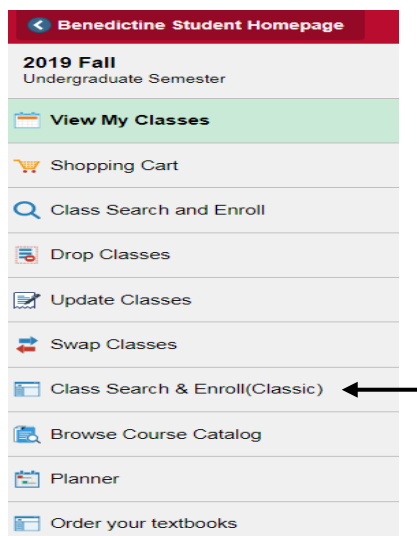 Benedictine Student Homepage
2019 Fall
Undergraduate Semester
View My Classes
Shopping Cart
Class Search and Enroll
Drop Classes
Update Classes
Swap Classes
Class Search & Enroll(Classic)
Browse Course Catalog
Planner
Order your textbooks